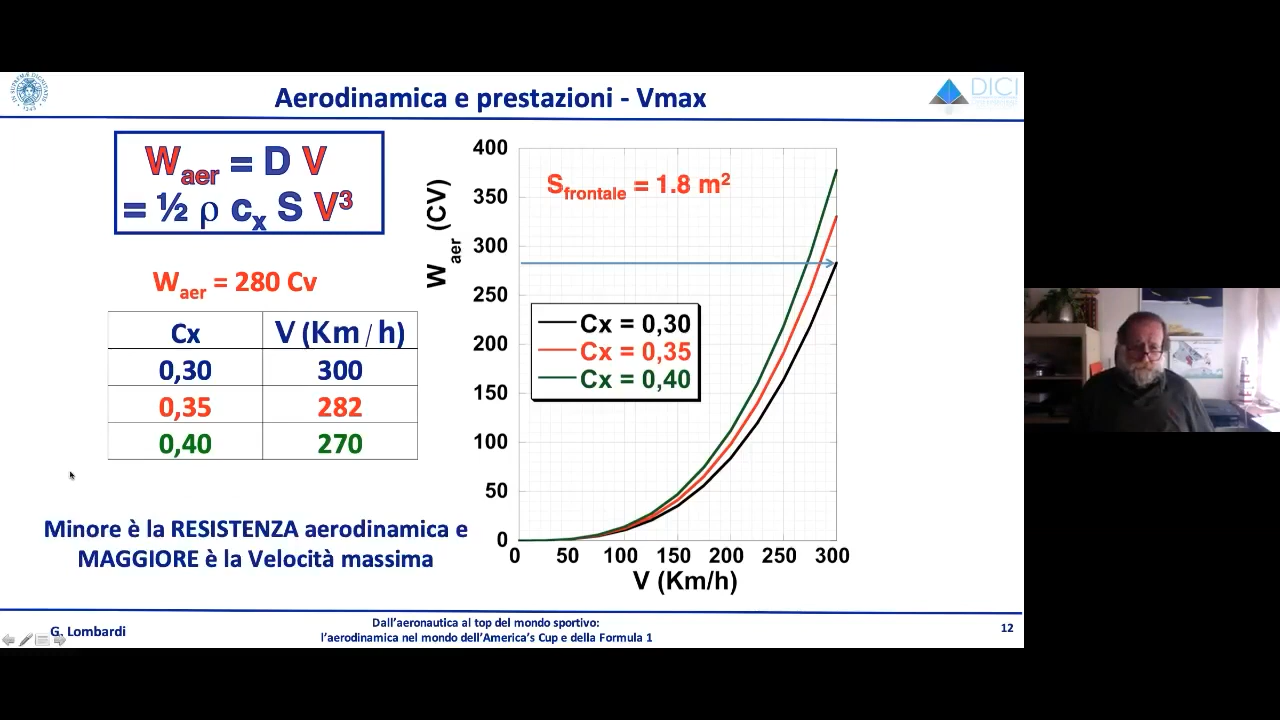 Aerodinamica e prestazioni - Vmax
DICI
W_aer = D V
= ½ ρ c_x S V³
W_aer = 280 Cv
Cx V (Km / h)
0,30 300
0,35 282
0,40 270
Minore è la RESISTENZA aerodinamica e
MAGGIORE è la Velocità massima
W_aer (CV)
400
350
300
250
200
150
100
50
0
S_frontale = 1.8 m²
Cx = 0,30
Cx = 0,35
Cx = 0,40
0 50 100 150 200 250 300
V (Km/h)
G. Lombardi
Dall'aeronautica al top del mondo sportivo:
l'aerodinamica nel mondo dell'America's Cup e della Formula 1
12